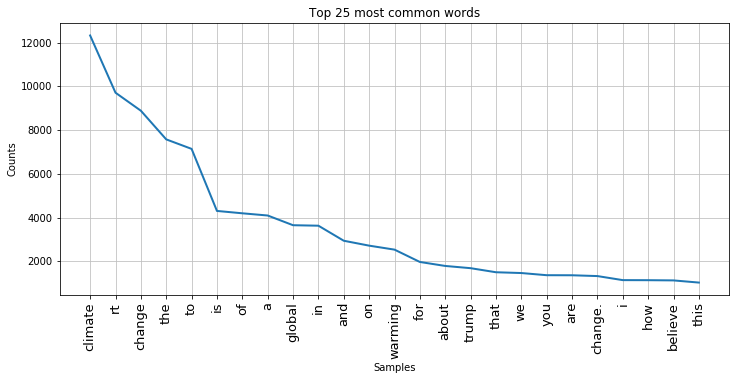 Top 25 most common words
Counts
12000
10000
8000
6000
4000
2000
climate
rt
change
the
to
is
of
a
global
in
and
on
warming
for
about
trump
that
we
you
are
change.
i
how
believe
this
Samples